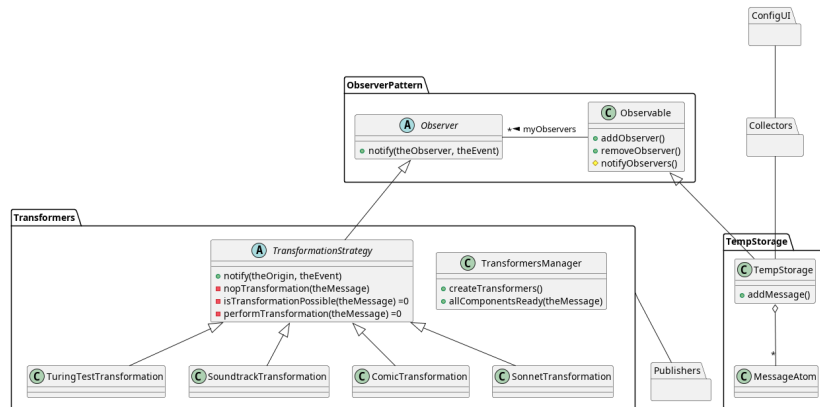 ConfigUI
ObserverPattern
A Observer
+ notify(theObserver, theEvent)
* ◄ myObservers
C Observable
addObserver()
removeObserver()
notifyObservers()
Collectors
Transformers
A TransformationStrategy
notify(theOrigin, theEvent)
nopTransformation(theMessage)
isTransformationPossible(theMessage) =0
performTransformation(theMessage) =0
C TransformersManager
createTransformers()
allComponentsReady(theMessage)
TempStorage
C TempStorage
addMessage()
*
C MessageAtom
C TuringTestTransformation
C SoundtrackTransformation
C ComicTransformation
C SonnetTransformation
Publishers